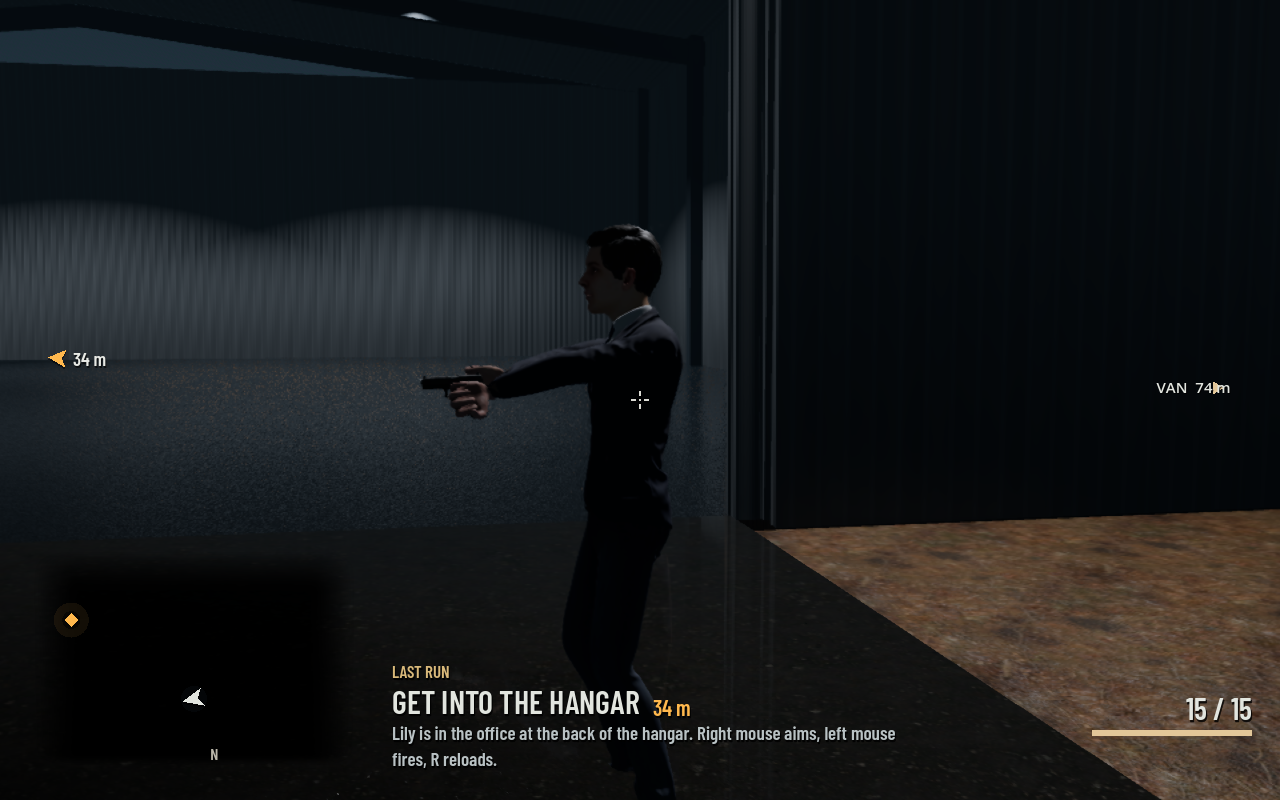 34 m
VAN 74m
LAST RUN
GET INTO THE HANGAR 34 m
Lily is in the office at the back of the hangar. Right mouse aims, left mouse
fires, R reloads.
15 / 15
N